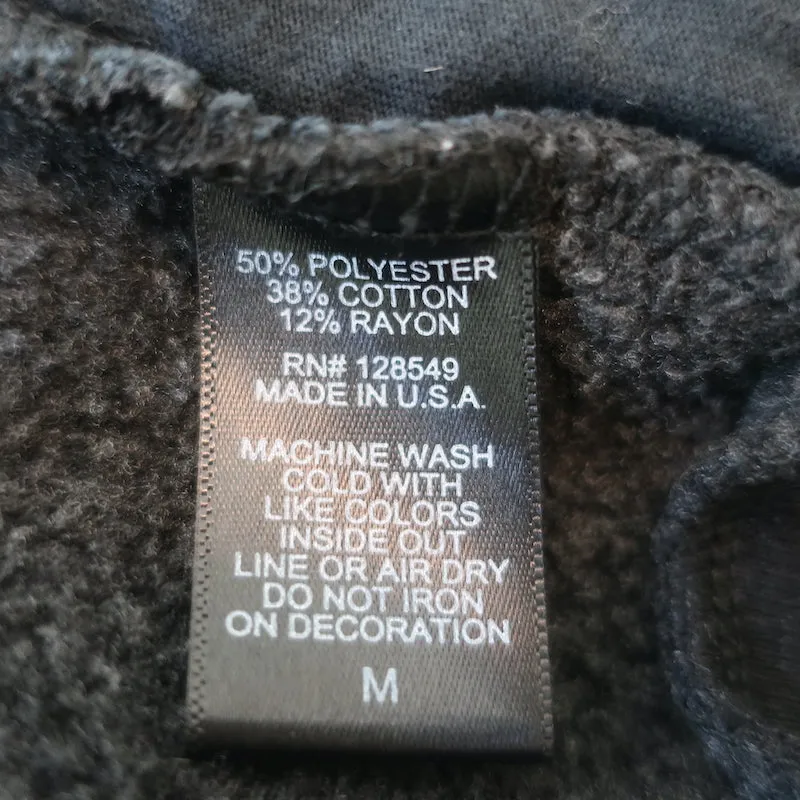 50% POLYESTER
38% COTTON
12% RAYON
RN# 128549
MADE IN U.S.A.
MACHINE WASH
COLD WITH
LIKE COLORS
INSIDE OUT
LINE OR AIR DRY
DO NOT IRON
ON DECORATION
M